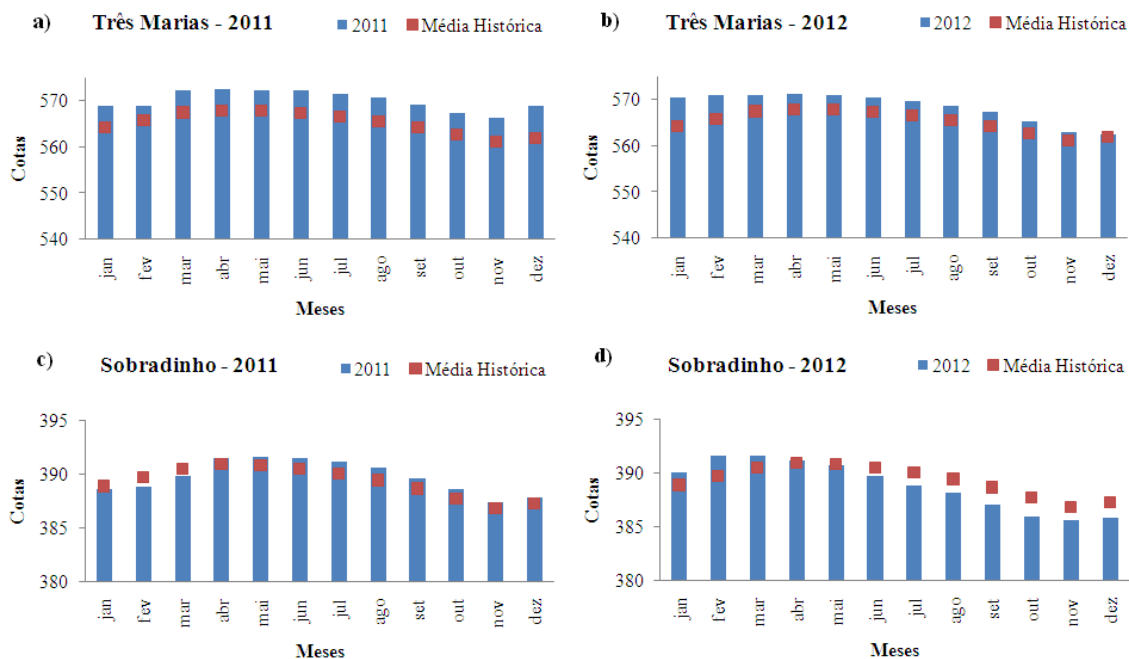 a) Três Marias - 2011 2011 Média Histórica
570
560
550
540
Cotas
jan fev mar abr mai jun jul ago set out nov dez
Meses
b) Três Marias - 2012 2012 Média Histórica
570
560
550
540
Cotas
jan fev mar abr mai jun jul ago set out nov dez
Meses
c) Sobradinho - 2011 2011 Média Histórica
395
390
385
380
Cotas
jan fev mar abr mai jun jul ago set out nov dez
Meses
d) Sobradinho - 2012 2012 Média Histórica
395
390
385
380
Cotas
jan fev mar abr mai jun jul ago set out nov dez
Meses